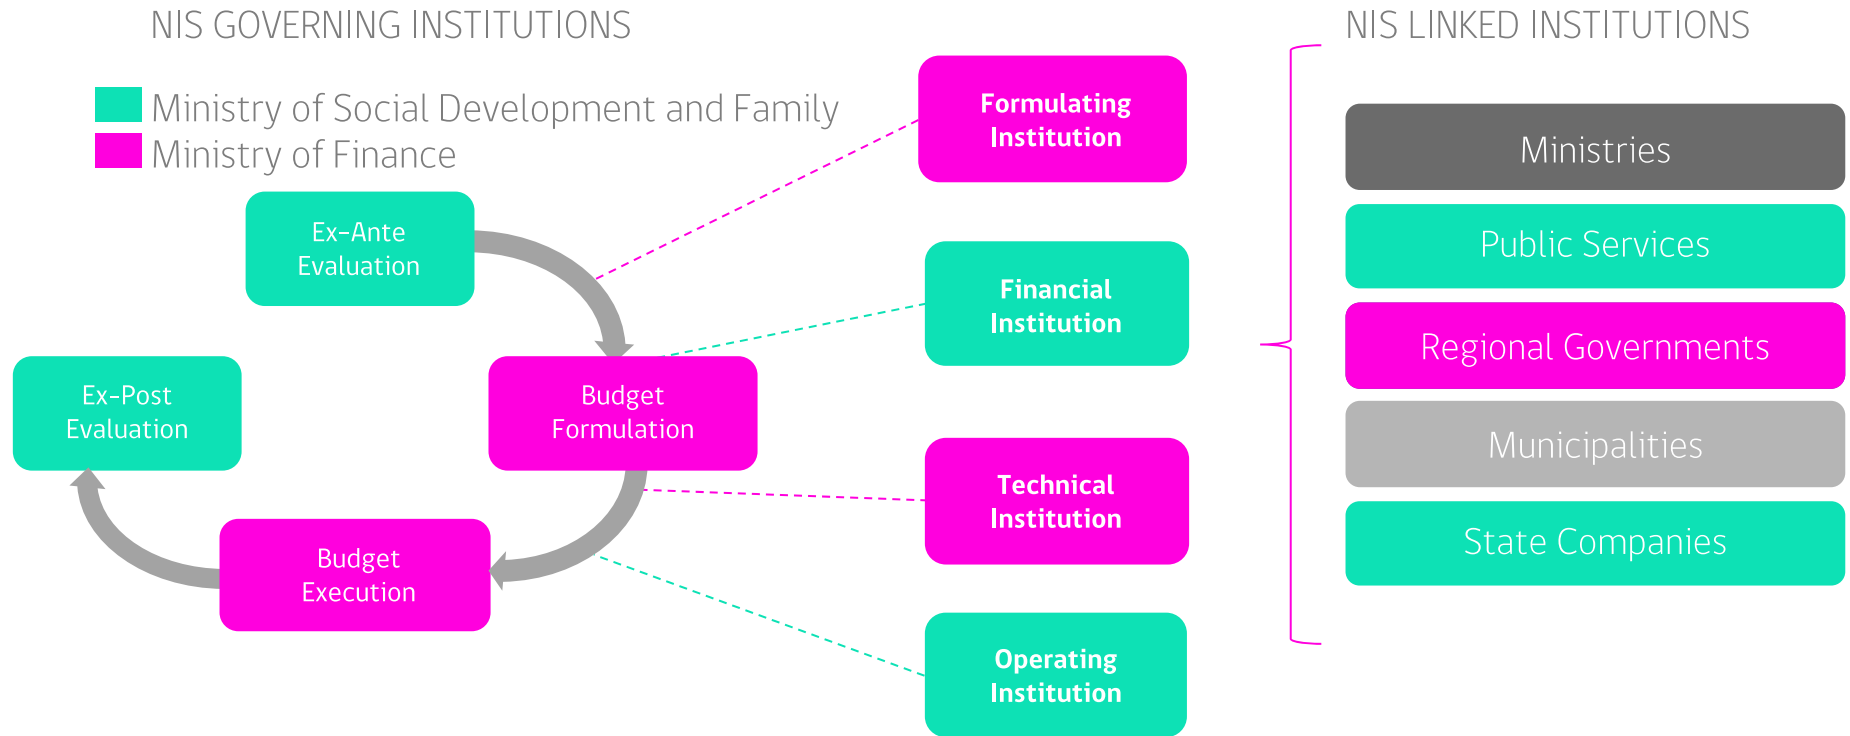 NIS GOVERNING INSTITUTIONS
Ministry of Social Development and Family
Ministry of Finance
Ex-Ante
Evaluation
Budget
Formulation
Budget
Execution
Ex-Post
Evaluation
Formulating
Institution
Financial
Institution
Technical
Institution
Operating
Institution
NIS LINKED INSTITUTIONS
Ministries
Public Services
Regional Governments
Municipalities
State Companies